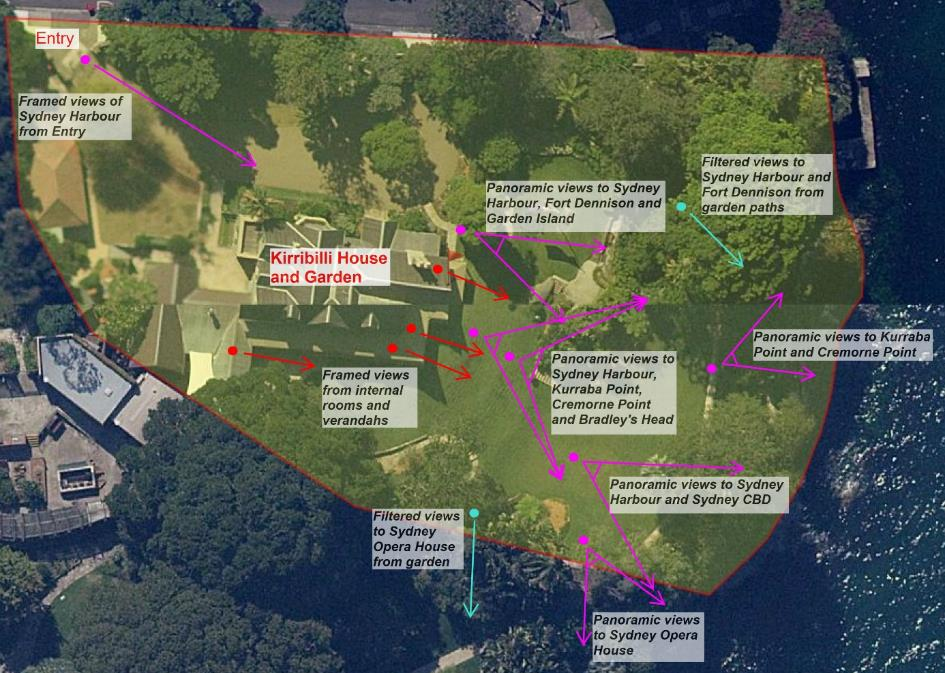 Entry
Framed views of
Sydney Harbour
from Entry
Filtered views to
Sydney Harbour and
Fort Dennison from
garden paths
Panoramic views to Sydney
Harbour, Fort Dennison and
Garden Island
Kirribilli House
and Garden
Panoramic views to Kurraba
Point and Cremorne Point
Panoramic views to
Sydney Harbour,
Kurraba Point,
Cremorne Point
and Bradley's Head
Framed views
from internal
rooms and
verandahs
Panoramic views to Sydney
Harbour and Sydney CBD
Filtered views
to Sydney
Opera House
from garden
Panoramic views
to Sydney Opera
House